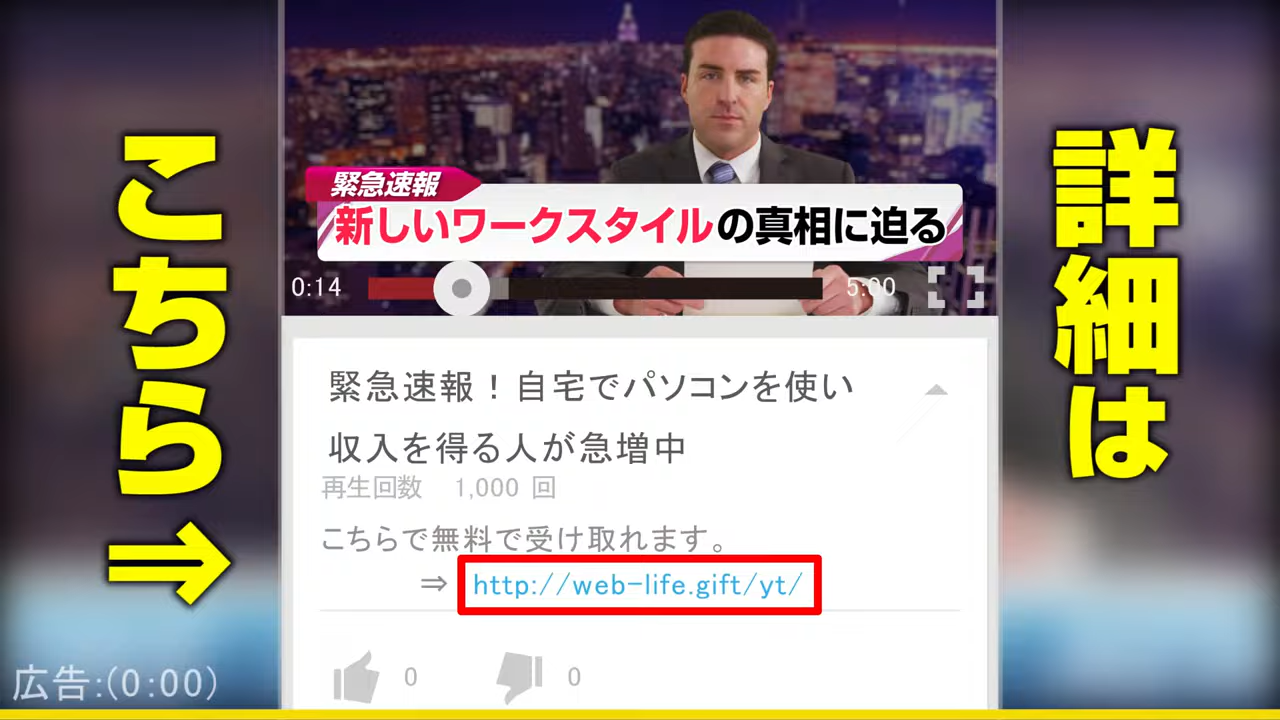 詳細は
こちら⇒
緊急速報
新しいワークスタイルの真相に迫る
0:14
5:00
緊急速報！自宅でパソコンを使い
収入を得る人が急増中
再生回数 1,000 回
こちらで無料で受け取れます。
⇒ http://web-life.gift/yt/
0
0
広告:(0:00)